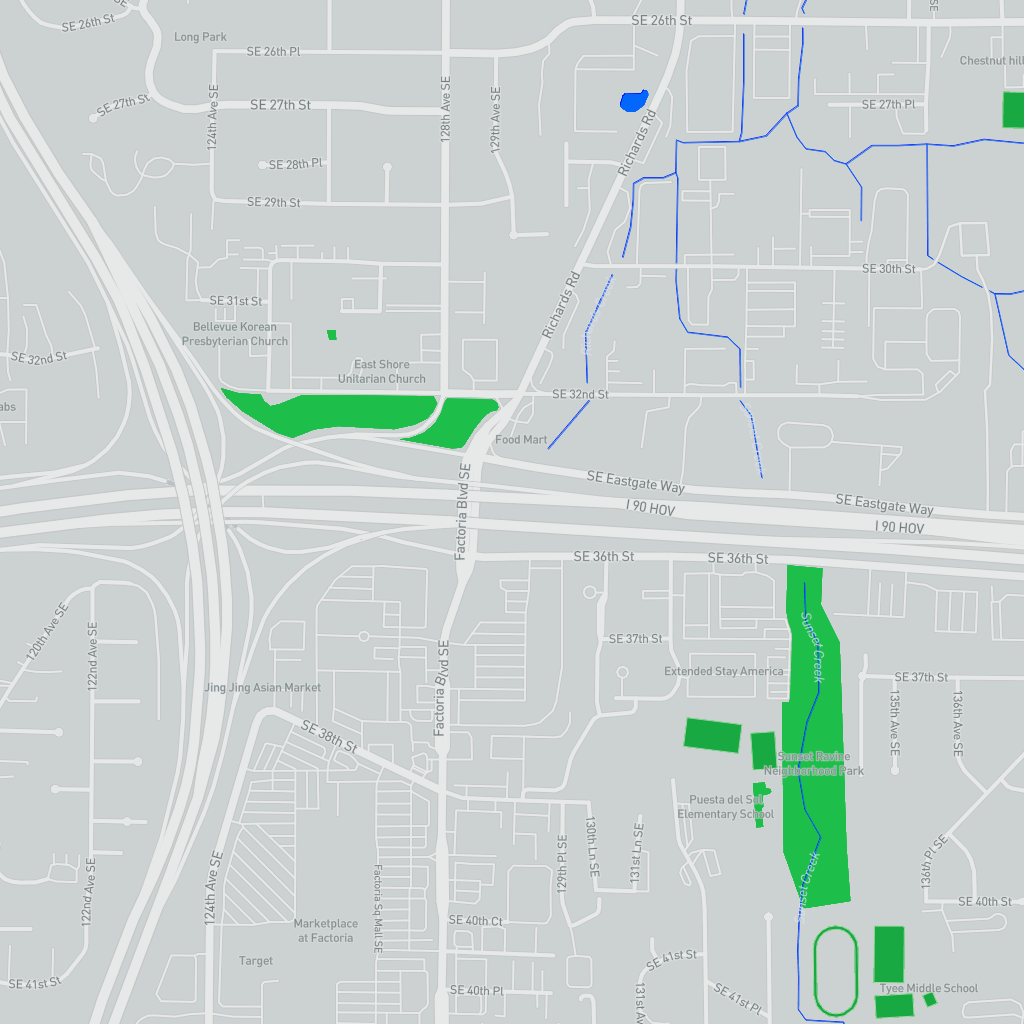 SE 26th St
SE 26th St
SE
SE
Long Park
SE 26th Pl
Chestnut hill
SE 27th St
SE 27th St
SE 27th Pl
124th Ave SE
128th Ave SE
129th Ave SE
Richards Rd
SE 28th Pl
SE 29th St
SE 30th St
SE 31st St
Richards Rd
Bellevue Korean
Presbyterian Church
SE 32nd St
East Shore
Unitarian Church
SE 32nd St
abs
Food Mart
SE Eastgate Way
SE Eastgate Way
I 90 HOV
I 90 HOV
Factoria Blvd SE
SE 36th St
SE 36th St
120th Ave SE
122nd Ave SE
Sunset Creek
SE 37th St
Factoria Blvd SE
Extended Stay America
SE 37th St
Jing Jing Asian Market
135th Ave SE
136th Ave SE
SE 38th St
Sunset Ravine
Neighborhood Park
Puesta del Sol
Elementary School
130th Ln SE
131st Ln SE
129th Pl SE
136th Pl SE
124th Ave SE
122nd Ave SE
Factoria Sq Mall SE
Sunset Creek
SE 40th St
SE 40th Ct
Marketplace
at Factoria
Target
SE 41st St
SE 41st St
SE 40th Pl
SE 41st Pl
131st Av
Tyee Middle School